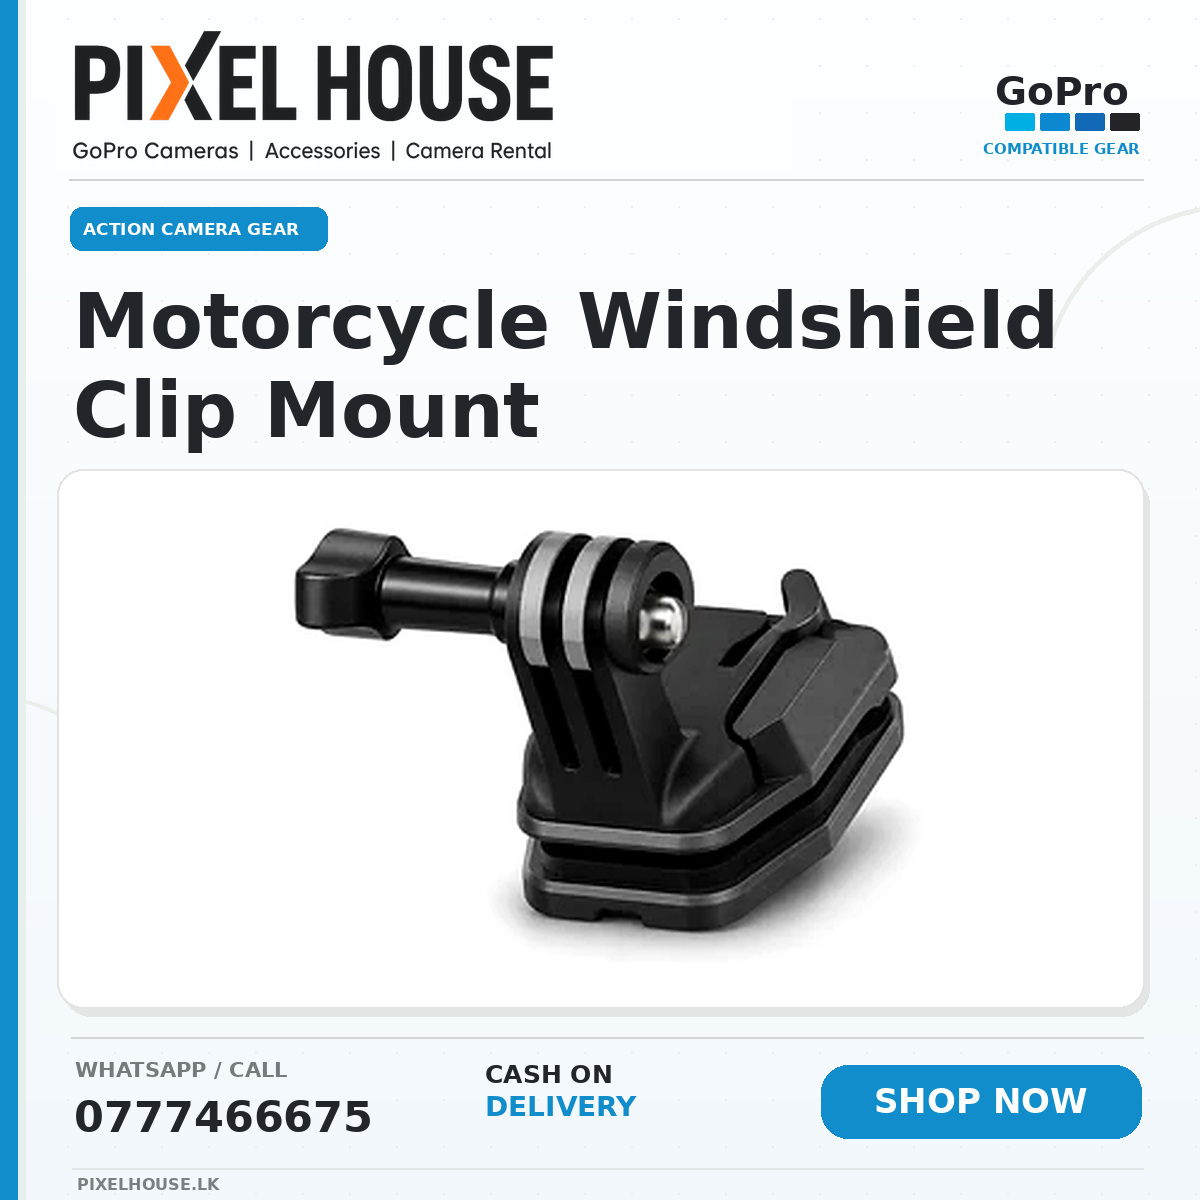 PIXEL HOUSE
GoPro Cameras | Accessories | Camera Rental
GoPro
COMPATIBLE GEAR
ACTION CAMERA GEAR
Motorcycle Windshield
Clip Mount
WHATSAPP / CALL
0777466675
CASH ON
DELIVERY
SHOP NOW
PIXELHOUSE.LK